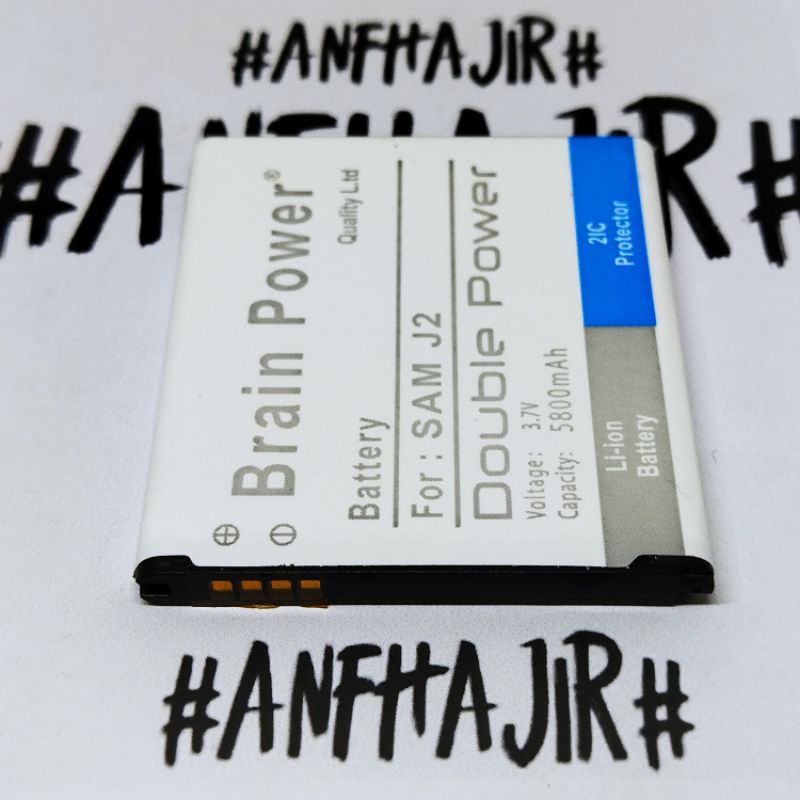 #ANFHAJIR#
#ANFHAJIR#
Brain Power®
Quality Ltd
Battery
For : SAM J2
Double Power
Voltage: 3.7V
Capacity: 5800mAh
2IC
Protector
Li-ion
Battery
#ANFHAJIR#